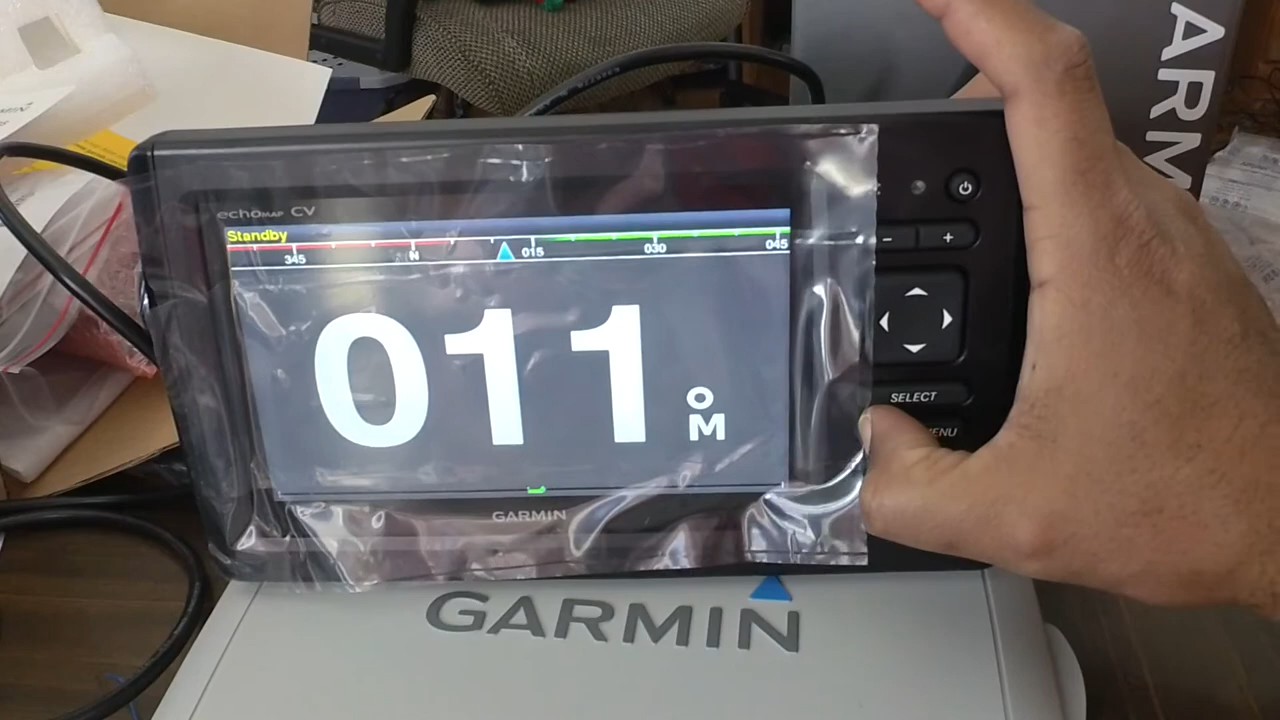 ARM
echoMAP CV
Standby
345 N 015 030 045
011 °M
- +
SELECT
MENU
GARMIN
GARMIN